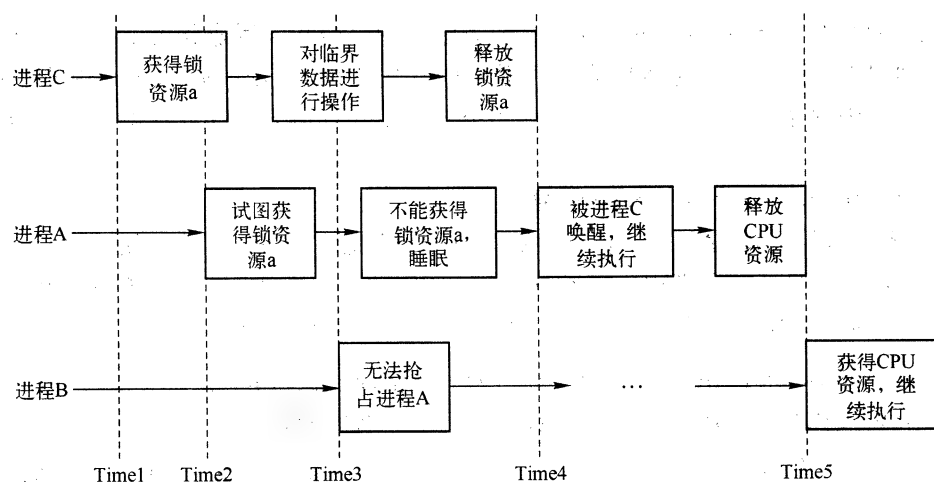 进程C
获得锁
资源a
对临界
数据进
行操作
释放
锁资
源a
进程A
试图获
得锁资
源a
不能获得
锁资源a,
睡眠
被进程C
唤醒,继
续执行
释放
CPU
资源
进程B
无法抢
占进程A
…
获得CPU
资源,继
续执行
Time1
Time2
Time3
Time4
Time5